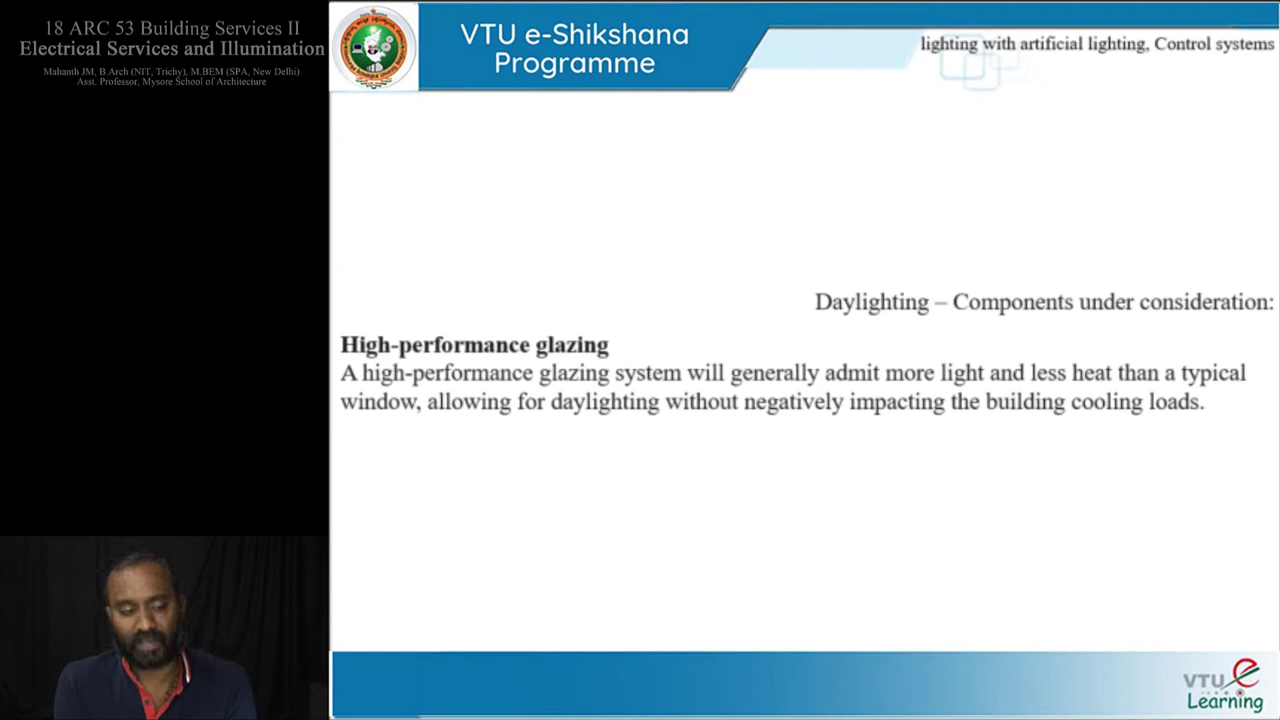 18 ARC 53 Building Services II
Electrical Services and Illumination
Mahanth JM, B.Arch (NIT, Trichy), M.BEM (SPA, New Delhi)
Asst. Professor, Mysore School of Architecture
VTU e-Shikshana
Programme
lighting with artificial lighting, Control systems
Daylighting – Components under consideration:
High-performance glazing
A high-performance glazing system will generally admit more light and less heat than a typical
window, allowing for daylighting without negatively impacting the building cooling loads.
VTU e
Learning